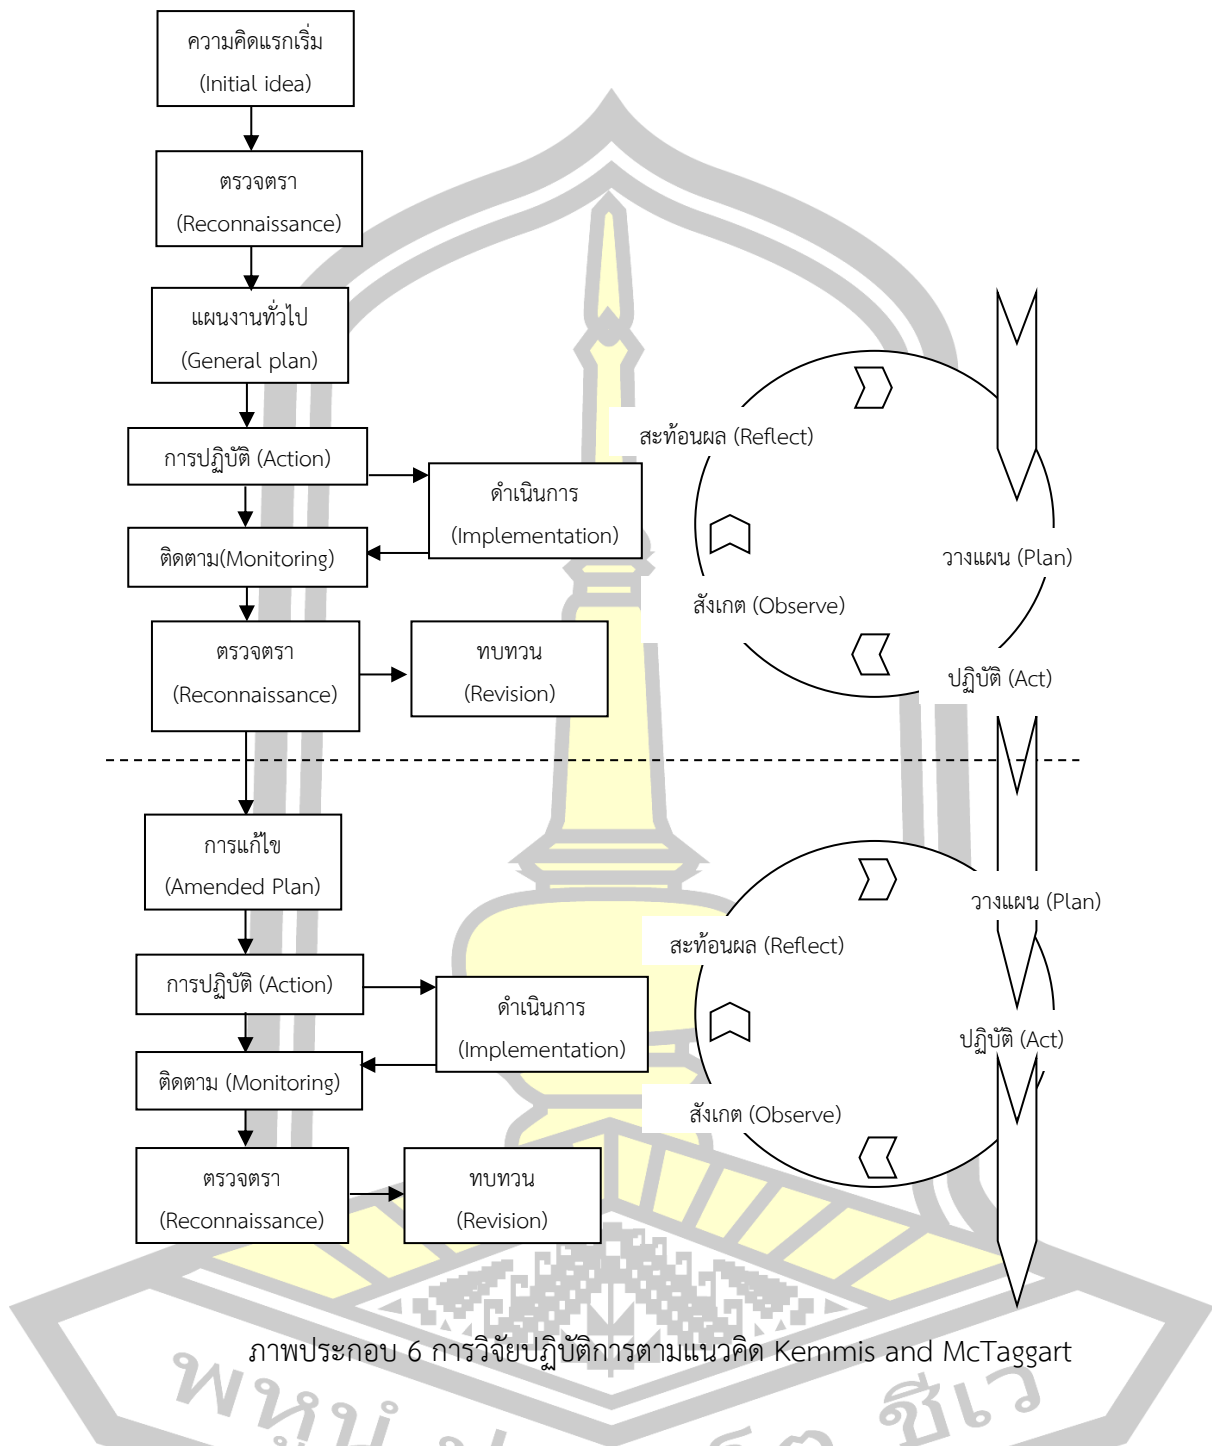 ความคิดแรกเริ่ม
(Initial idea)
ตรวจตรา
(Reconnaissance)
แผนงานทั่วไป
(General plan)
การปฏิบัติ (Action)
ดำเนินการ
(Implementation)
ติดตาม(Monitoring)
ตรวจตรา
(Reconnaissance)
ทบทวน
(Revision)
สะท้อนผล (Reflect)
วางแผน (Plan)
สังเกต (Observe)
ปฏิบัติ (Act)
การแก้ไข
(Amended Plan)
การปฏิบัติ (Action)
ดำเนินการ
(Implementation)
ติดตาม (Monitoring)
ตรวจตรา
(Reconnaissance)
ทบทวน
(Revision)
วางแผน (Plan)
สะท้อนผล (Reflect)
ปฏิบัติ (Act)
สังเกต (Observe)
ภาพประกอบ 6 การวิจัยปฏิบัติการตามแนวคิด Kemmis and McTaggart
พหูนํ
ชีเว